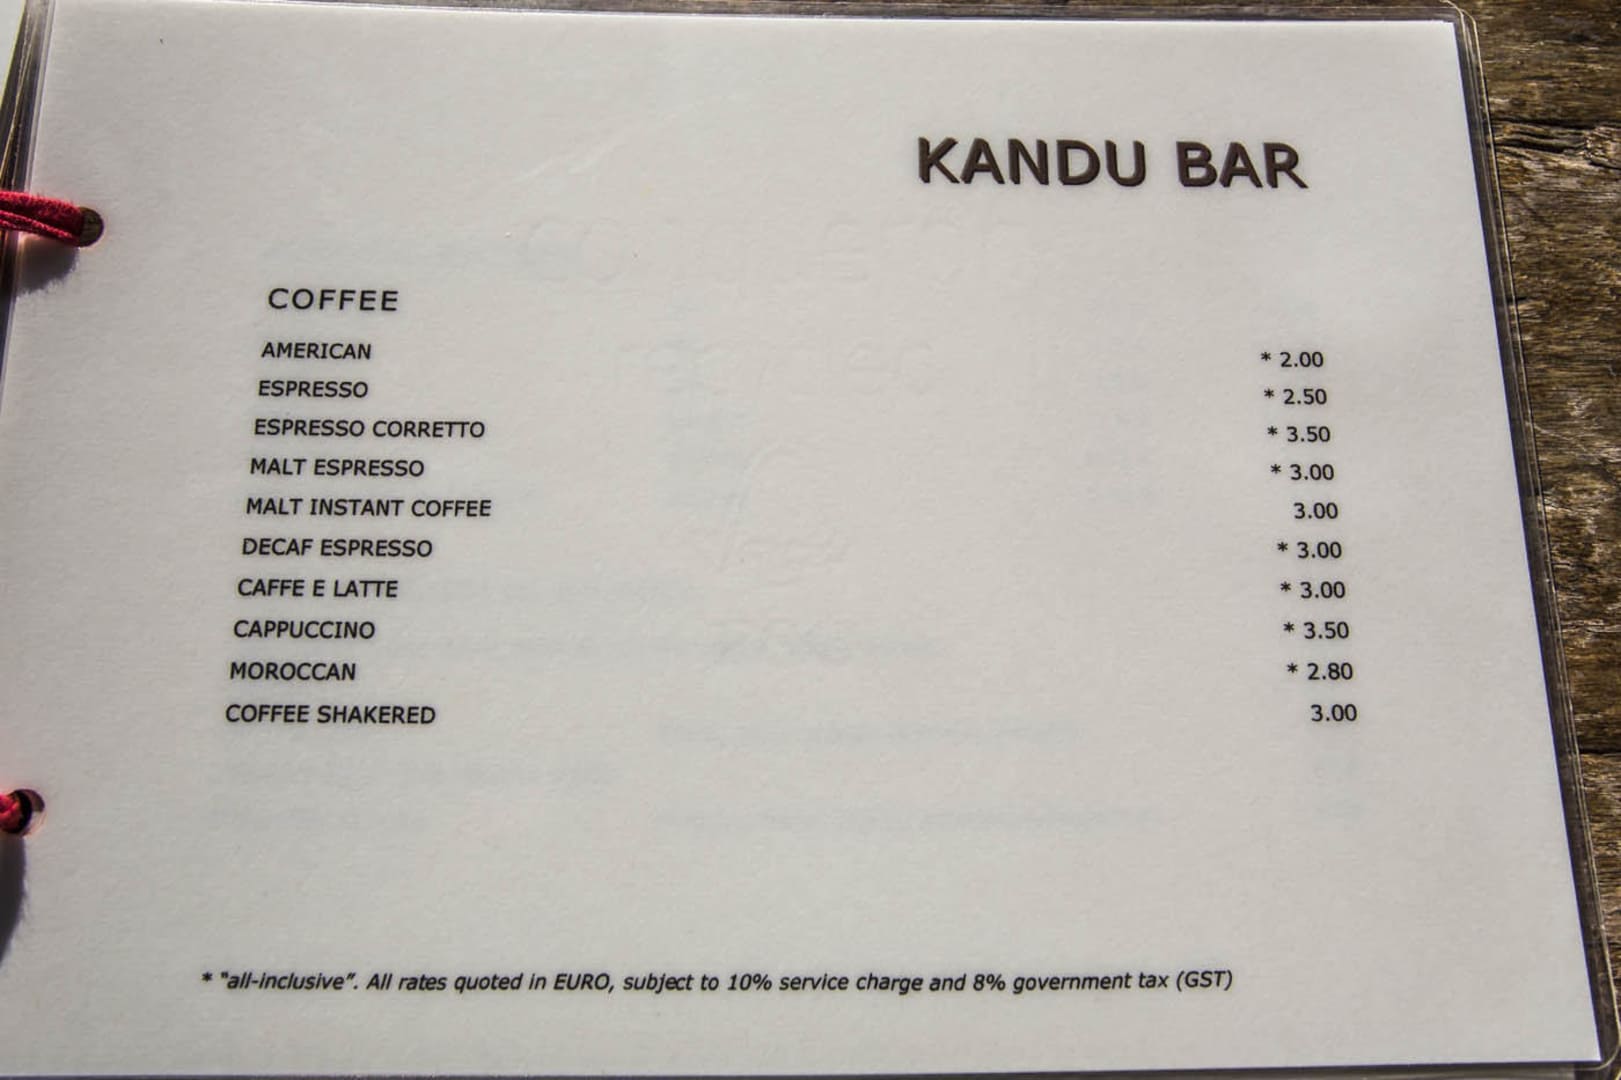 KANDU BAR
COFFEE
AMERICAN * 2.00
ESPRESSO * 2.50
ESPRESSO CORRETTO * 3.50
MALT ESPRESSO * 3.00
MALT INSTANT COFFEE 3.00
DECAF ESPRESSO * 3.00
CAFFE E LATTE * 3.00
CAPPUCCINO * 3.50
MOROCCAN * 2.80
COFFEE SHAKERED 3.00
* "all-inclusive". All rates quoted in EURO, subject to 10% service charge and 8% government tax (GST)